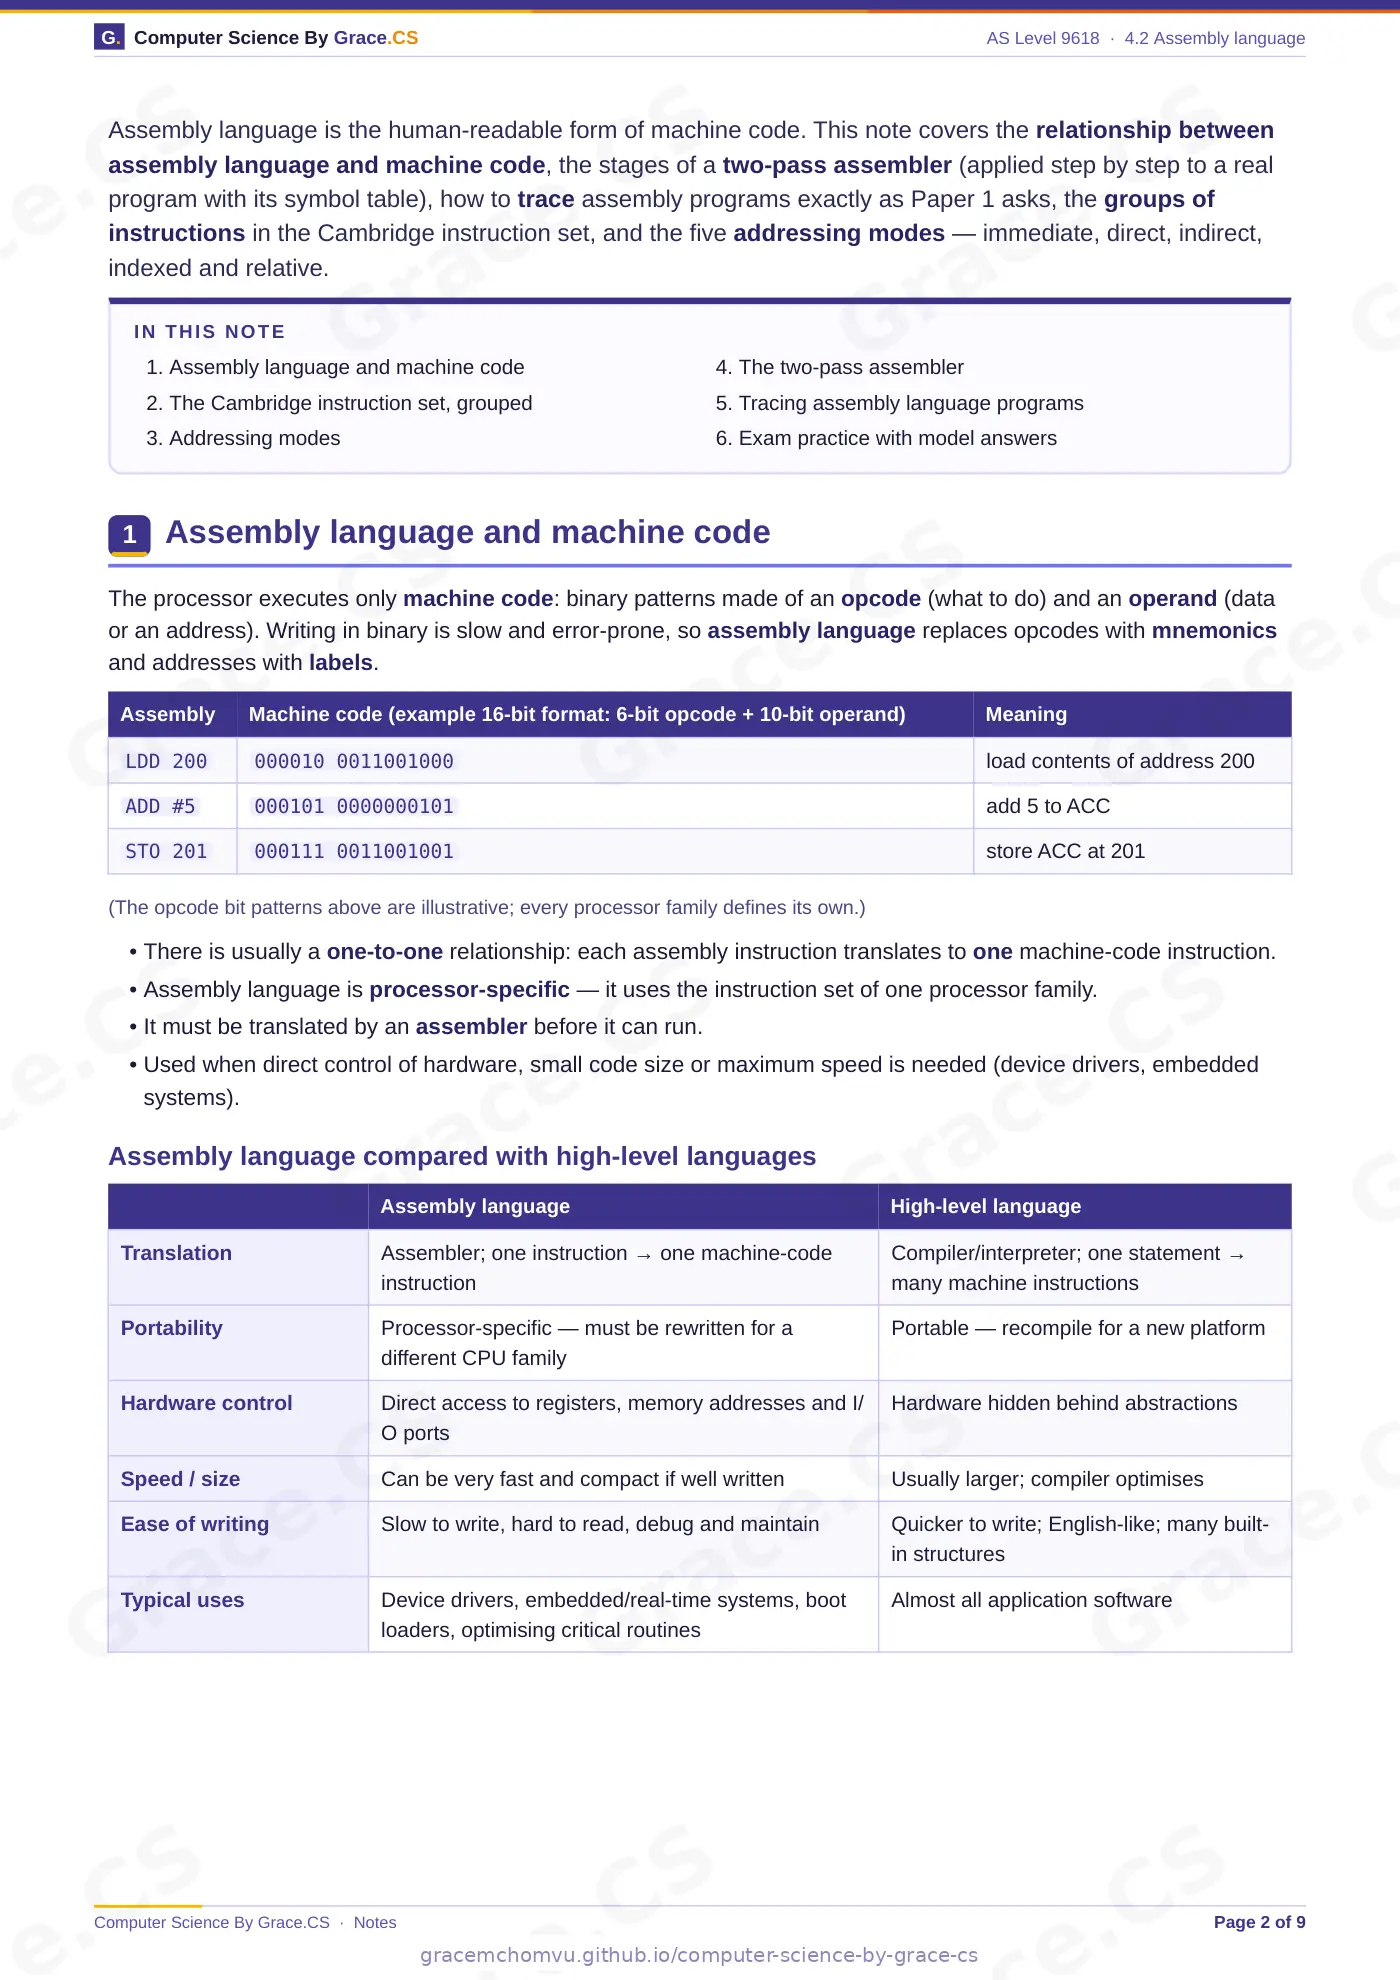 G. Computer Science By Grace.CS
AS Level 9618 · 4.2 Assembly language
Assembly language is the human-readable form of machine code. This note covers the relationship between
assembly language and machine code, the stages of a two-pass assembler (applied step by step to a real
program with its symbol table), how to trace assembly programs exactly as Paper 1 asks, the groups of
instructions in the Cambridge instruction set, and the five addressing modes — immediate, direct, indirect,
indexed and relative.
IN THIS NOTE
1. Assembly language and machine code
2. The Cambridge instruction set, grouped
3. Addressing modes
4. The two-pass assembler
5. Tracing assembly language programs
6. Exam practice with model answers
1 Assembly language and machine code
The processor executes only machine code: binary patterns made of an opcode (what to do) and an operand (data
or an address). Writing in binary is slow and error-prone, so assembly language replaces opcodes with mnemonics
and addresses with labels.
Assembly Machine code (example 16-bit format: 6-bit opcode + 10-bit operand) Meaning
LDD 200 000010 0011001000 load contents of address 200
ADD #5 000101 0000000101 add 5 to ACC
STO 201 000111 0011001001 store ACC at 201
(The opcode bit patterns above are illustrative; every processor family defines its own.)
• There is usually a one-to-one relationship: each assembly instruction translates to one machine-code instruction.
• Assembly language is processor-specific — it uses the instruction set of one processor family.
• It must be translated by an assembler before it can run.
• Used when direct control of hardware, small code size or maximum speed is needed (device drivers, embedded
systems).
Assembly language compared with high-level languages
Assembly language High-level language
Translation
Assembler; one instruction → one machine-code
instruction
Compiler/interpreter; one statement →
many machine instructions
Portability
Processor-specific — must be rewritten for a
different CPU family
Portable — recompile for a new platform
Hardware control
Direct access to registers, memory addresses and I/
O ports
Hardware hidden behind abstractions
Speed / size
Can be very fast and compact if well written
Usually larger; compiler optimises
Ease of writing
Slow to write, hard to read, debug and maintain
Quicker to write; English-like; many built-
in structures
Typical uses
Device drivers, embedded/real-time systems, boot
loaders, optimising critical routines
Almost all application software
Computer Science By Grace.CS · Notes
Page 2 of 9
gracemchomvu.github.io/computer-science-by-grace-cs